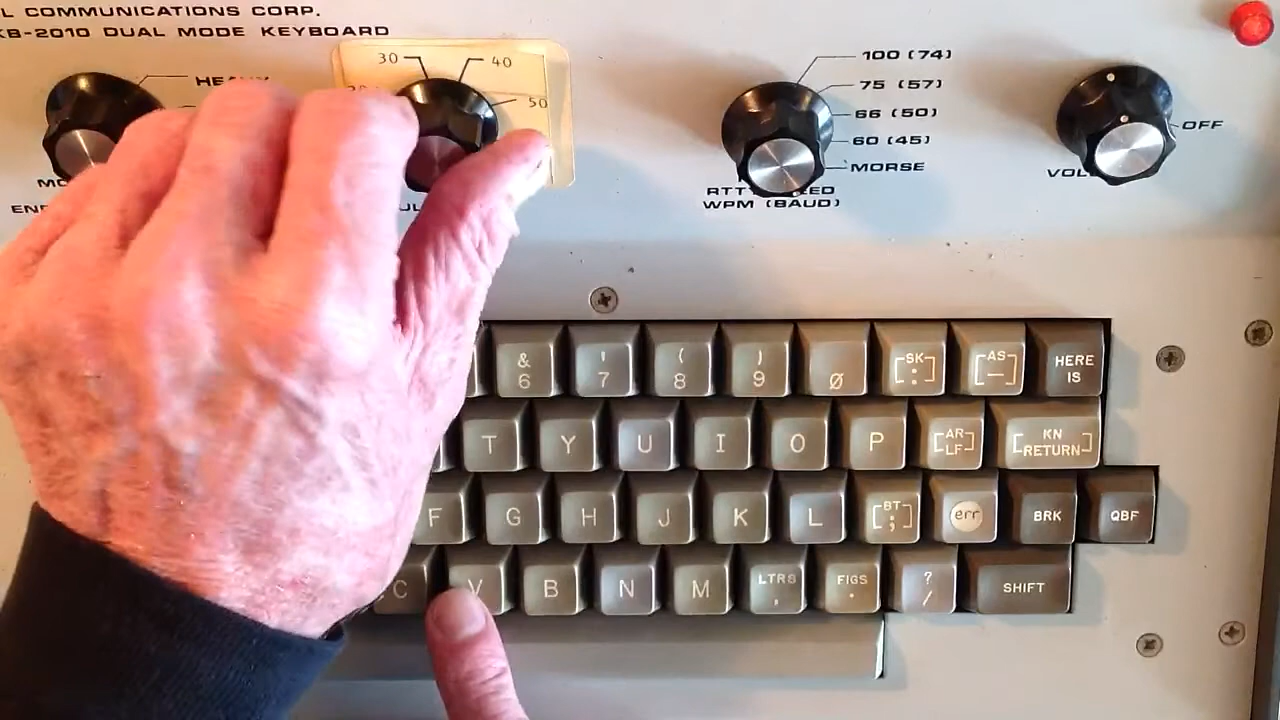 L COMMUNICATIONS CORP.
KB-2010 DUAL MODE KEYBOARD
30 40
50
100 (74)
75 (57)
66 (50)
60 (45)
MORSE
WPM (BAUD)
OFF
& 6 ' 7 ( 8 ) 9 Ø [SK :] [AS —] HERE IS
T Y U I O P [AR LF] [KN RETURN]
F G H J K L [BT ;] err BRK QBF
C V B N M LTRS , FIGS . ? / SHIFT